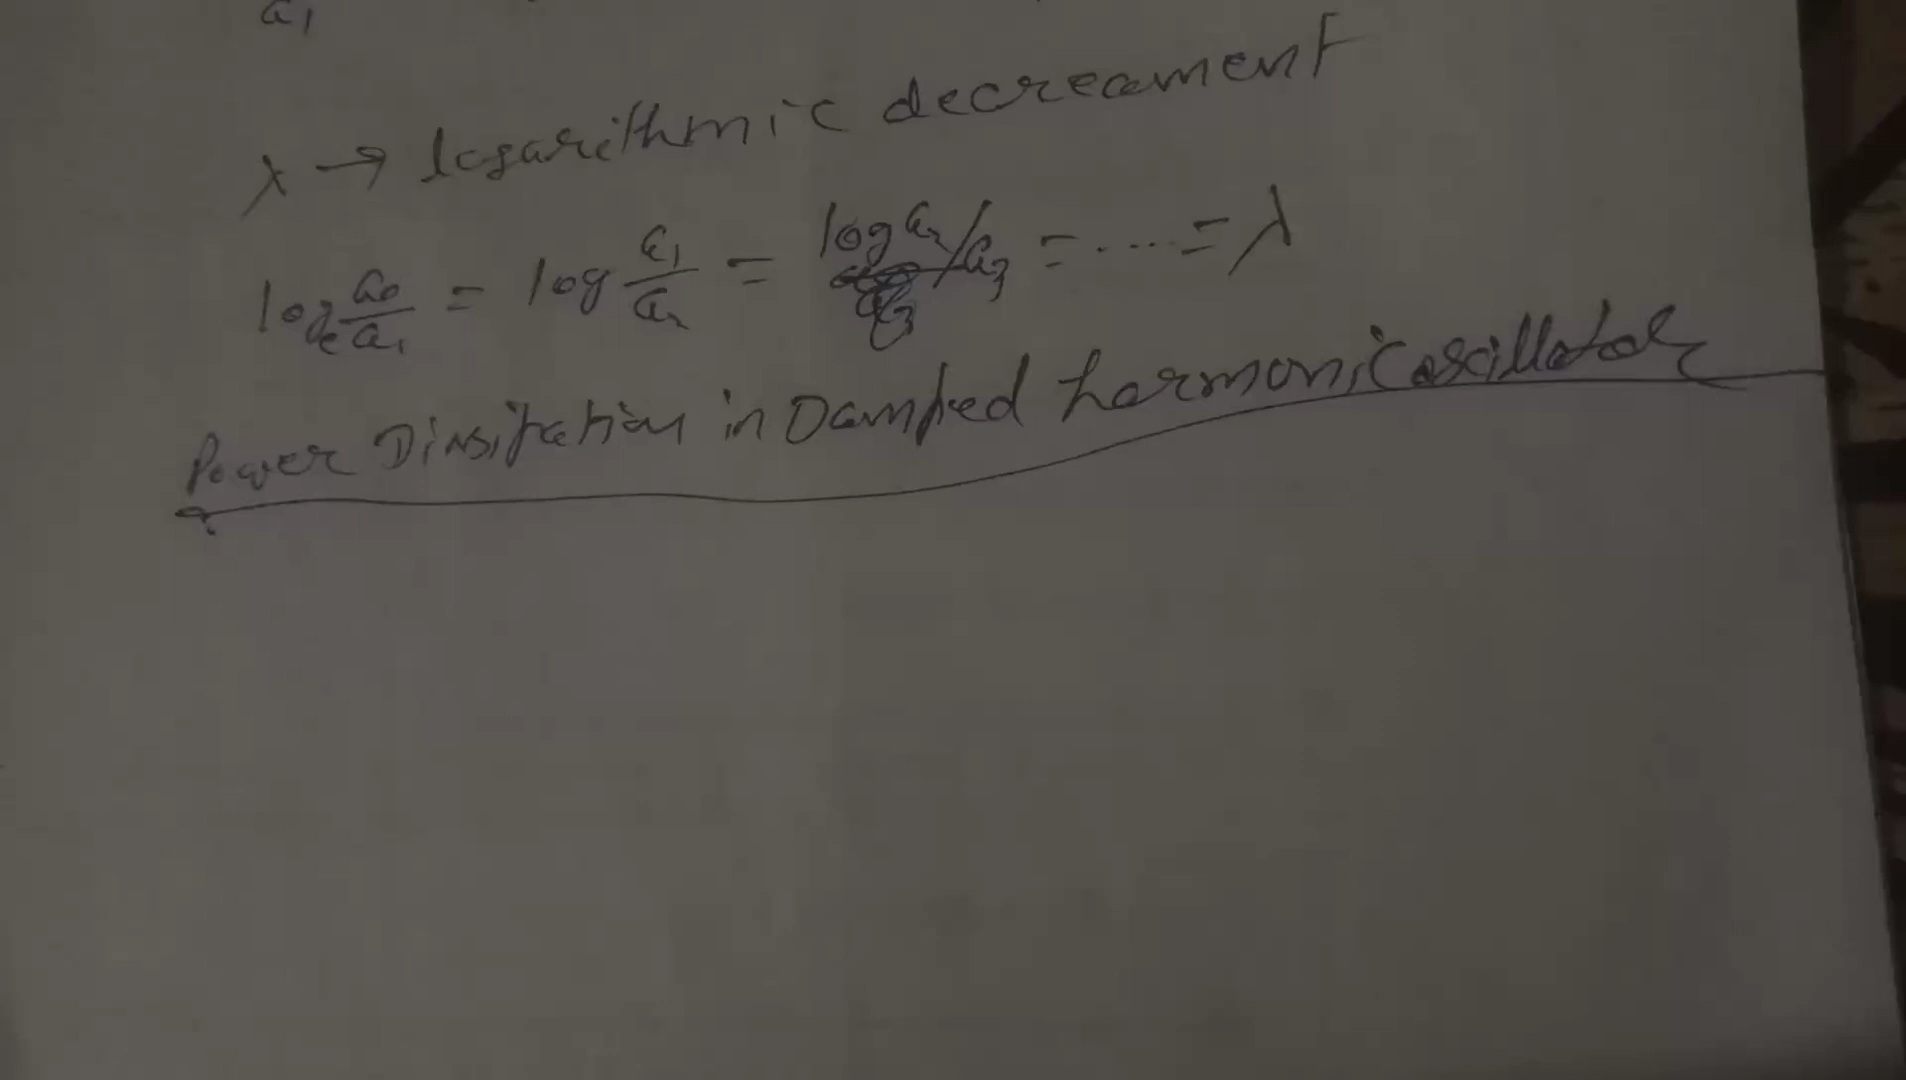 a₁
λ → logarithmic decreament
logₑ a₀/a₁ = log a₁/a₂ = log a₂/a₃ = ..... = λ
Power Dissipation in Damped harmonic oscillator